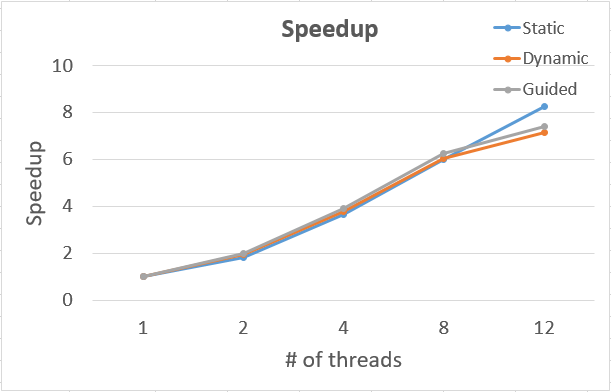 Speedup
Static
Dynamic
Guided
10
8
6
4
2
0
Speedup
1 2 4 8 12
# of threads